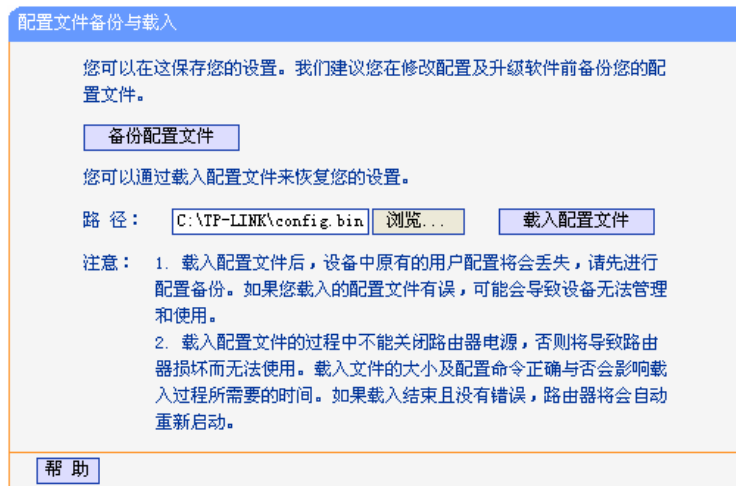 配置文件备份与载入
您可以在这保存您的设置。我们建议您在修改配置及升级软件前备份您的配
置文件。
备份配置文件
您可以通过载入配置文件来恢复您的设置。
路 径： C:\TP-LINK\config.bin 浏览... 载入配置文件
注意： 1. 载入配置文件后，设备中原有的用户配置将会丢失，请先进行
配置备份。如果您载入的配置文件有误，可能会导致设备无法管理
和使用。
2. 载入配置文件的过程中不能关闭路由器电源，否则将导致路由
器损坏而无法使用。载入文件的大小及配置命令正确与否会影响载
入过程所需要的时间。如果载入结束且没有错误，路由器将会自动
重新启动。
帮 助